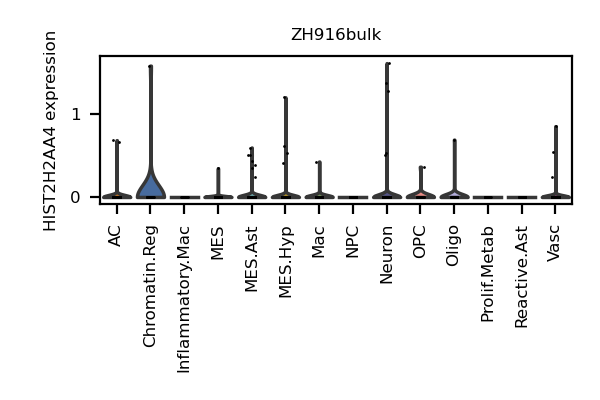 ZH916bulk
HIST2H2AA4 expression
1
0
AC
Chromatin.Reg
Inflammatory.Mac
MES
MES.Ast
MES.Hyp
Mac
NPC
Neuron
OPC
Oligo
Prolif.Metab
Reactive.Ast
Vasc